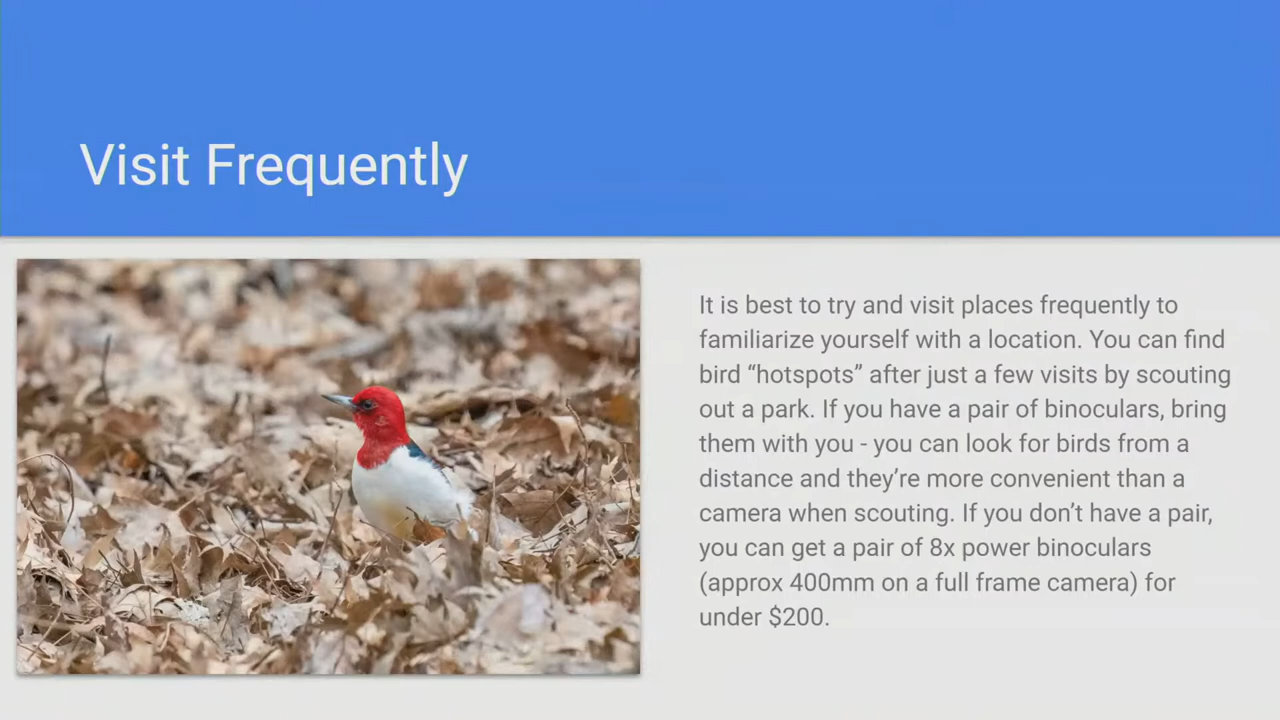 Visit Frequently
It is best to try and visit places frequently to
familiarize yourself with a location. You can find
bird “hotspots” after just a few visits by scouting
out a park. If you have a pair of binoculars, bring
them with you - you can look for birds from a
distance and they’re more convenient than a
camera when scouting. If you don’t have a pair,
you can get a pair of 8x power binoculars
(approx 400mm on a full frame camera) for
under $200.